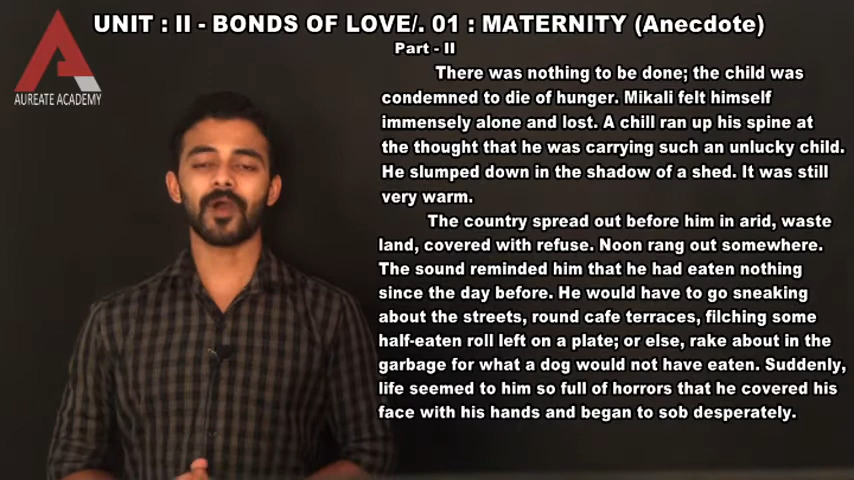 UNIT : II - BONDS OF LOVE/. 01 : MATERNITY (Anecdote)
Part - II
AUREATE ACADEMY
There was nothing to be done; the child was
condemned to die of hunger. Mikali felt himself
immensely alone and lost. A chill ran up his spine at
the thought that he was carrying such an unlucky child.
He slumped down in the shadow of a shed. It was still
very warm.
The country spread out before him in arid, waste
land, covered with refuse. Noon rang out somewhere.
The sound reminded him that he had eaten nothing
since the day before. He would have to go sneaking
about the streets, round cafe terraces, filching some
half-eaten roll left on a plate; or else, rake about in the
garbage for what a dog would not have eaten. Suddenly,
life seemed to him so full of horrors that he covered his
face with his hands and began to sob desperately.